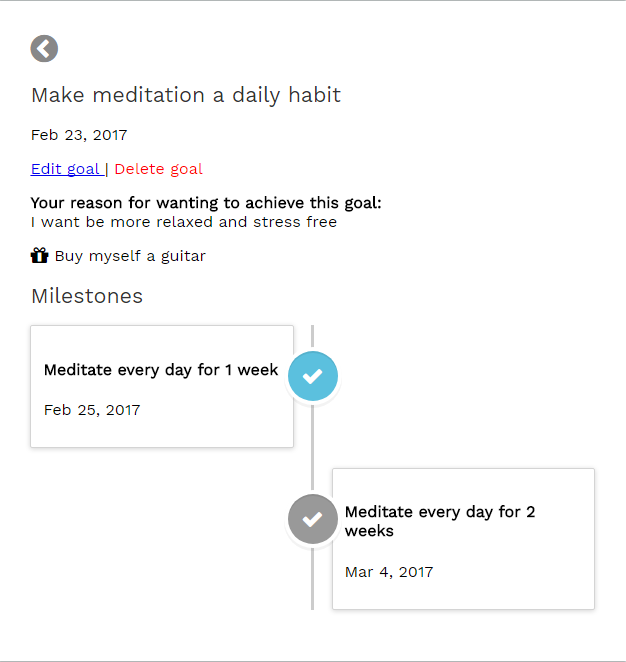 Make meditation a daily habit
Feb 23, 2017
Edit goal | Delete goal
Your reason for wanting to achieve this goal:
I want be more relaxed and stress free
Buy myself a guitar
Milestones
Meditate every day for 1 week
Feb 25, 2017
Meditate every day for 2
weeks
Mar 4, 2017